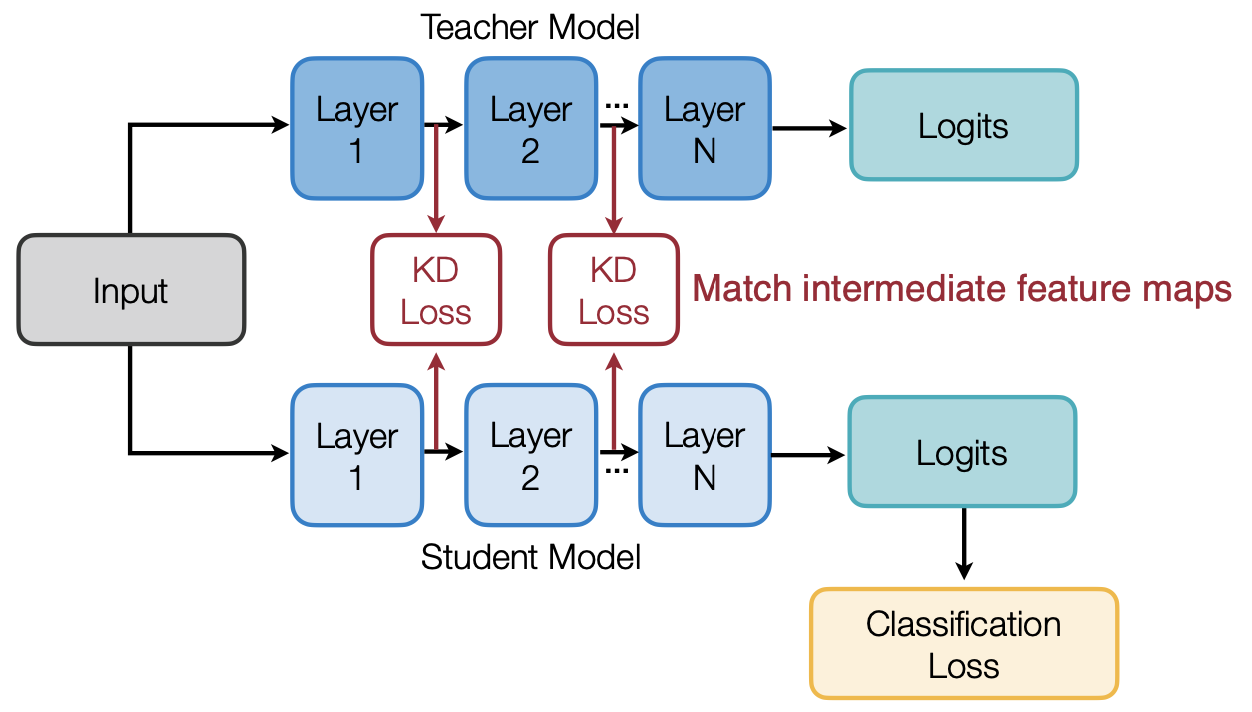 Teacher Model
Layer
1
Layer
2
...
Layer
N
Logits
Input
KD
Loss
KD
Loss
Match intermediate feature maps
Layer
1
Layer
2
...
Layer
N
Logits
Student Model
Classification
Loss